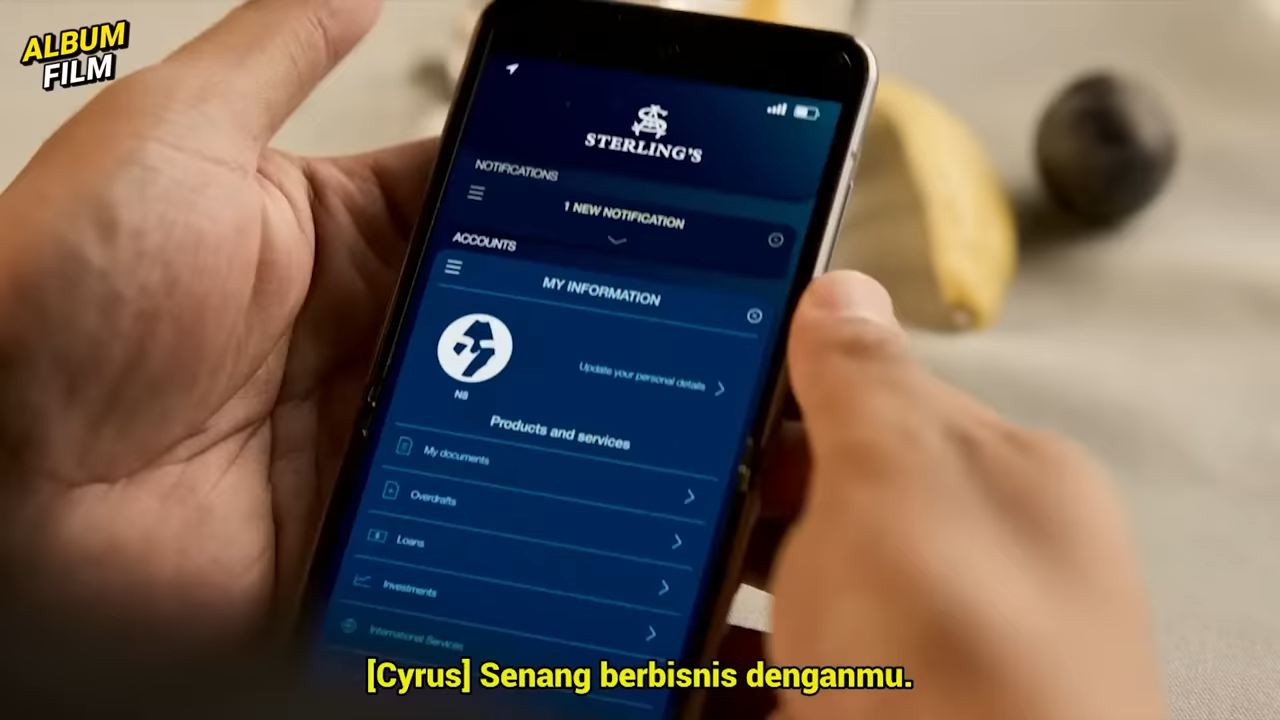 ALBUM
FILM
STERLING'S
NOTIFICATIONS
1 NEW NOTIFICATION
ACCOUNTS
MY INFORMATION
Update your personal details
NS
Products and services
My documents
Overdrafts
Loans
Investments
International Services
[Cyrus] Senang berbisnis denganmu.